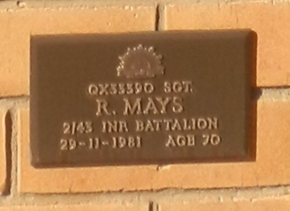 QX33390 SGT.
R. MAYS
2/43 INF BATTALION
29-11-1981 AGE 70